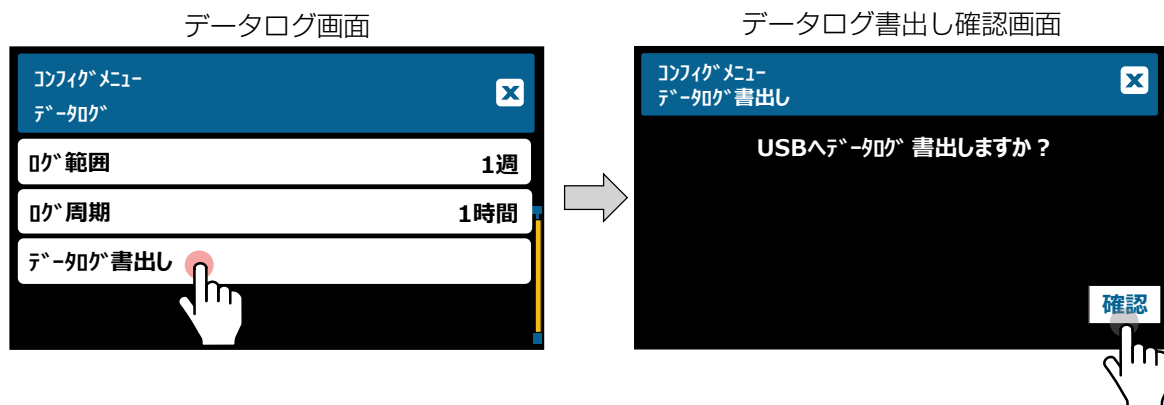 データログ画面
ｺﾝﾌｨｸﾞﾒﾆｭｰ
ﾃﾞｰﾀﾛｸﾞ
ﾛｸﾞ範囲 1週
ﾛｸﾞ周期 1時間
ﾃﾞｰﾀﾛｸﾞ書出し
データログ書出し確認画面
ｺﾝﾌｨｸﾞﾒﾆｭｰ
ﾃﾞｰﾀﾛｸﾞ書出し
USBへﾃﾞｰﾀﾛｸﾞ 書出しますか？
確認